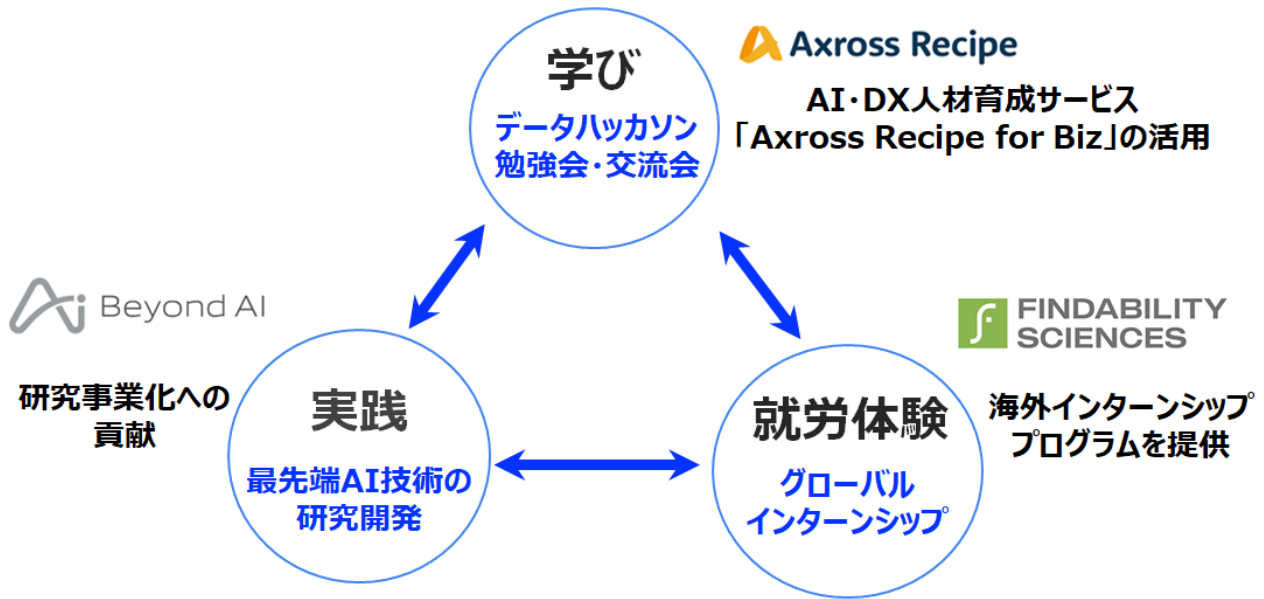 学び
データハッカソン
勉強会・交流会
Axross Recipe
AI・DX人材育成サービス
「Axross Recipe for Biz」の活用
Beyond AI
研究事業化への
貢献
実践
最先端AI技術の
研究開発
FINDABILITY
SCIENCES
海外インターンシップ
プログラムを提供
就労体験
グローバル
インターンシップ